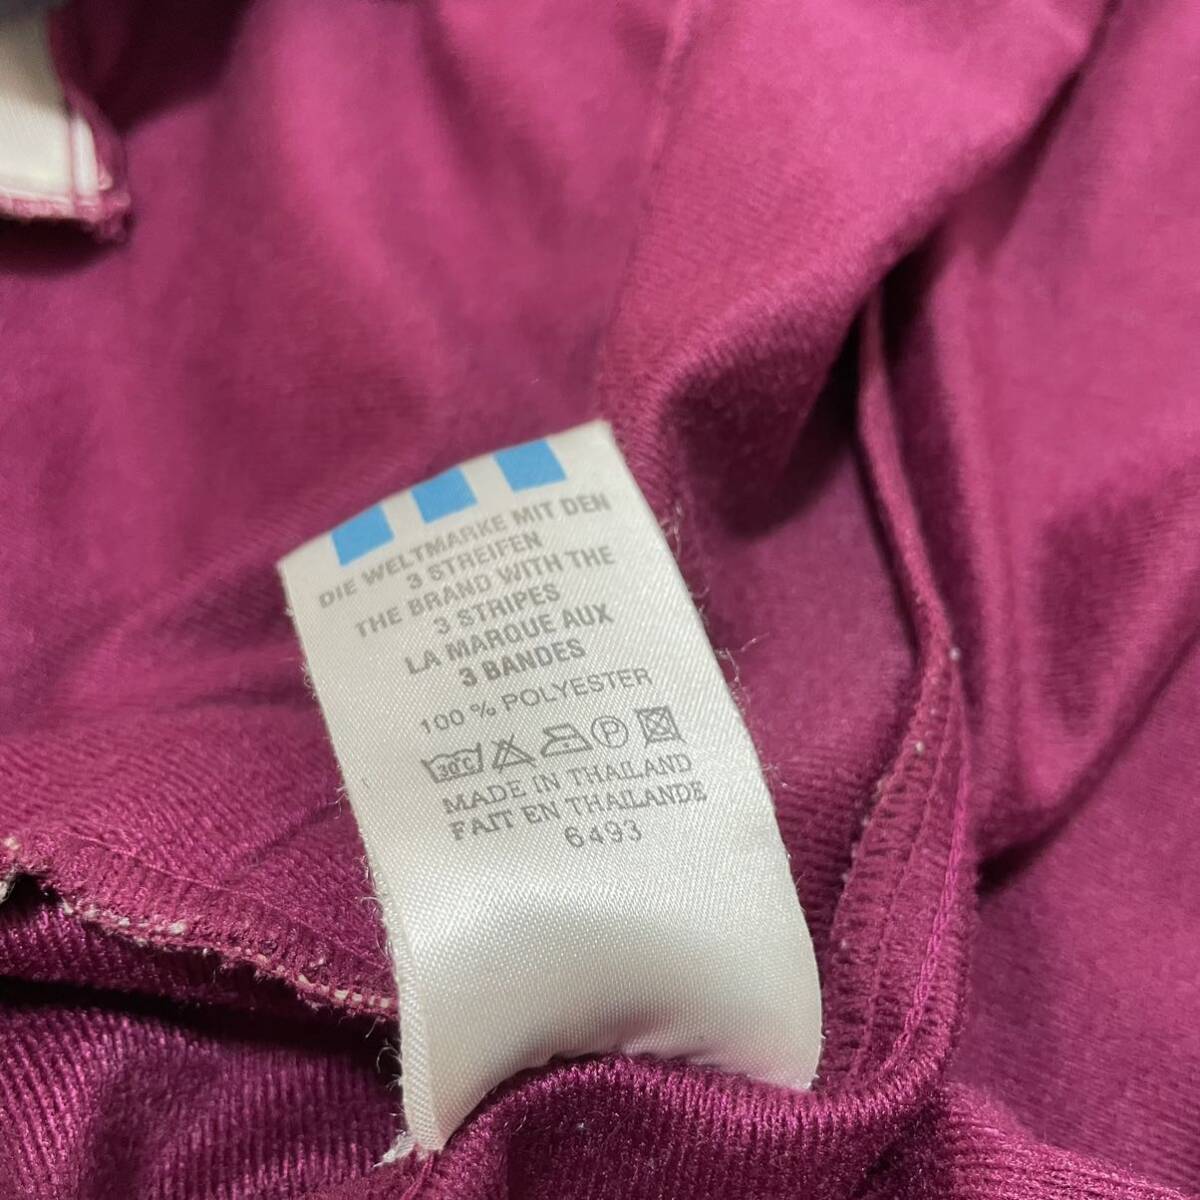 DIE WELTMARKE MIT DEN
3 STREIFEN
THE BRAND WITH THE
3 STRIPES
LA MARQUE AUX
3 BANDES
100 % POLYESTER
30°C P
MADE IN THAILAND
FAIT EN THAILANDE
6493